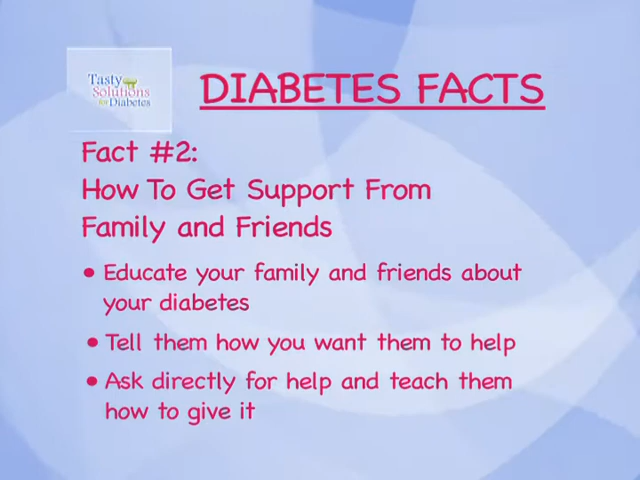 Tasty
Solutions
for Diabetes
DIABETES FACTS
Fact #2:
How To Get Support From
Family and Friends
• Educate your family and friends about
your diabetes
• Tell them how you want them to help
• Ask directly for help and teach them
how to give it